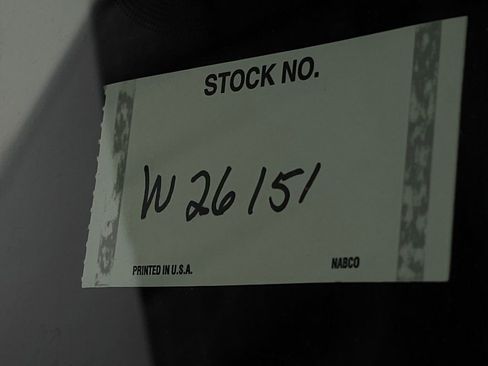 STOCK NO.
W 26151
PRINTED IN U.S.A. NABCO